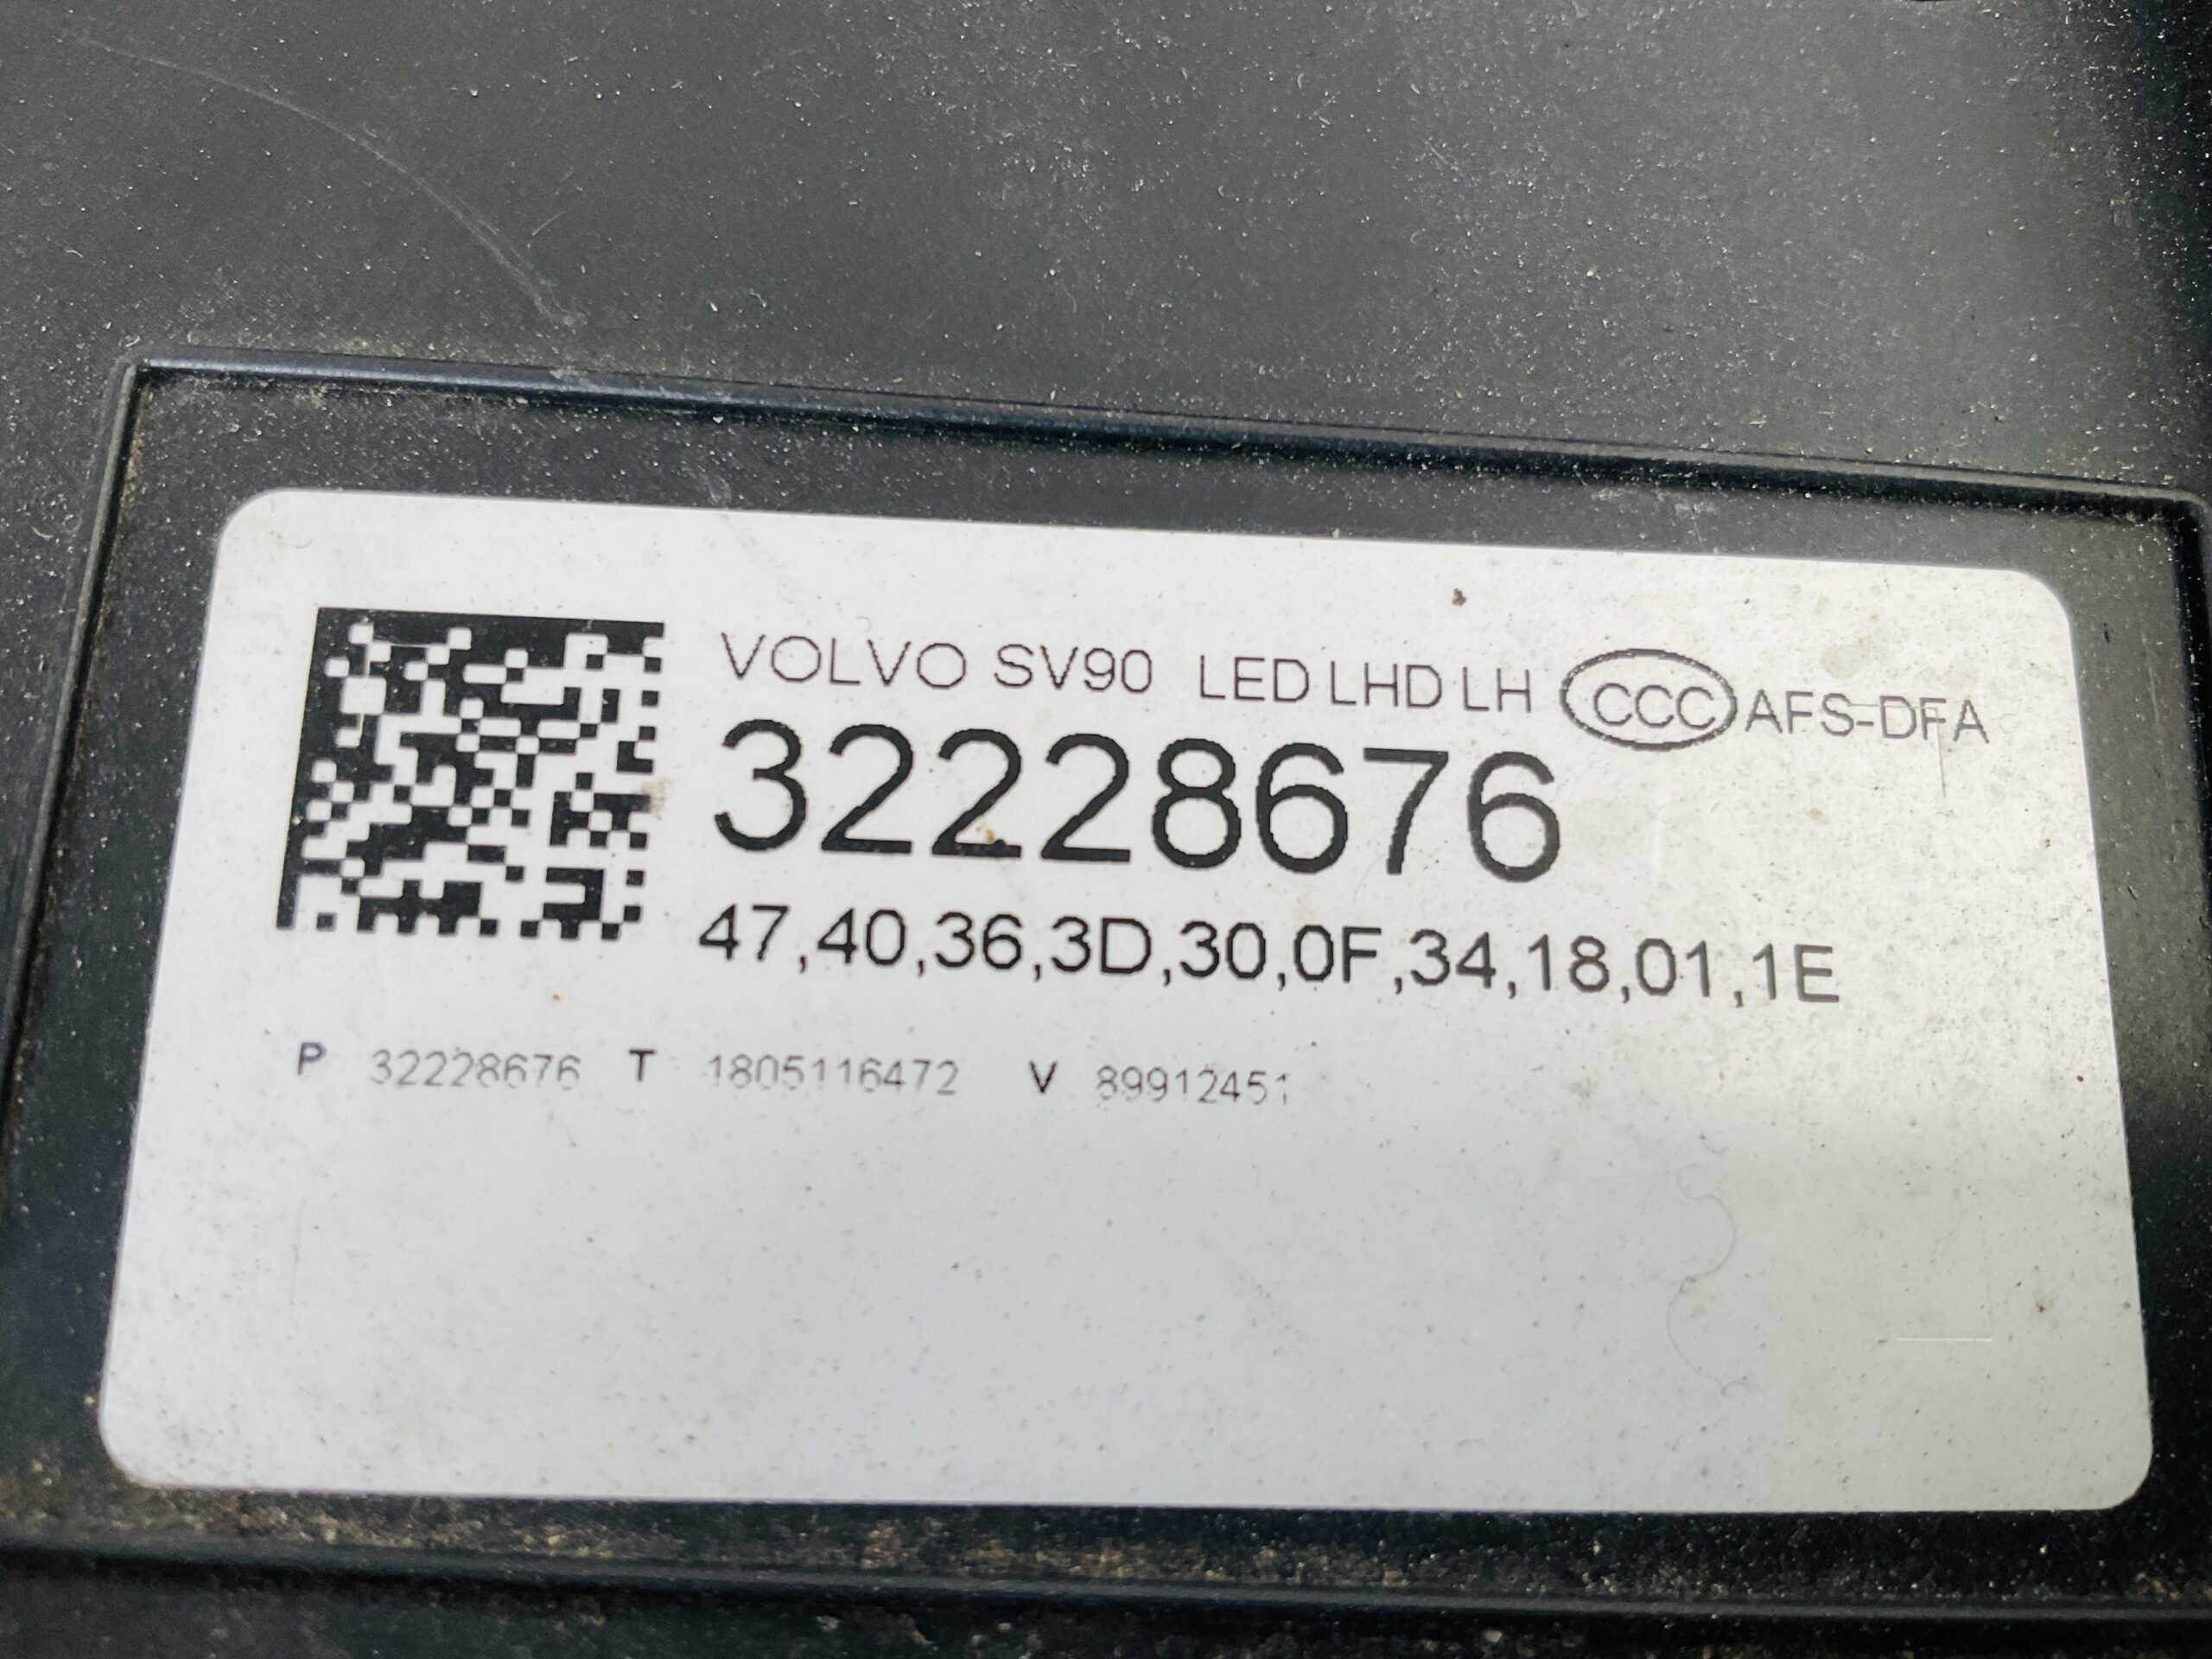 VOLVO SV90 LED LHD LH CCC AFS-DFA
32228676
47,40,36,3D,30,0F,34,18,01,1E
P 32228676 T 1805116472 V 89912451